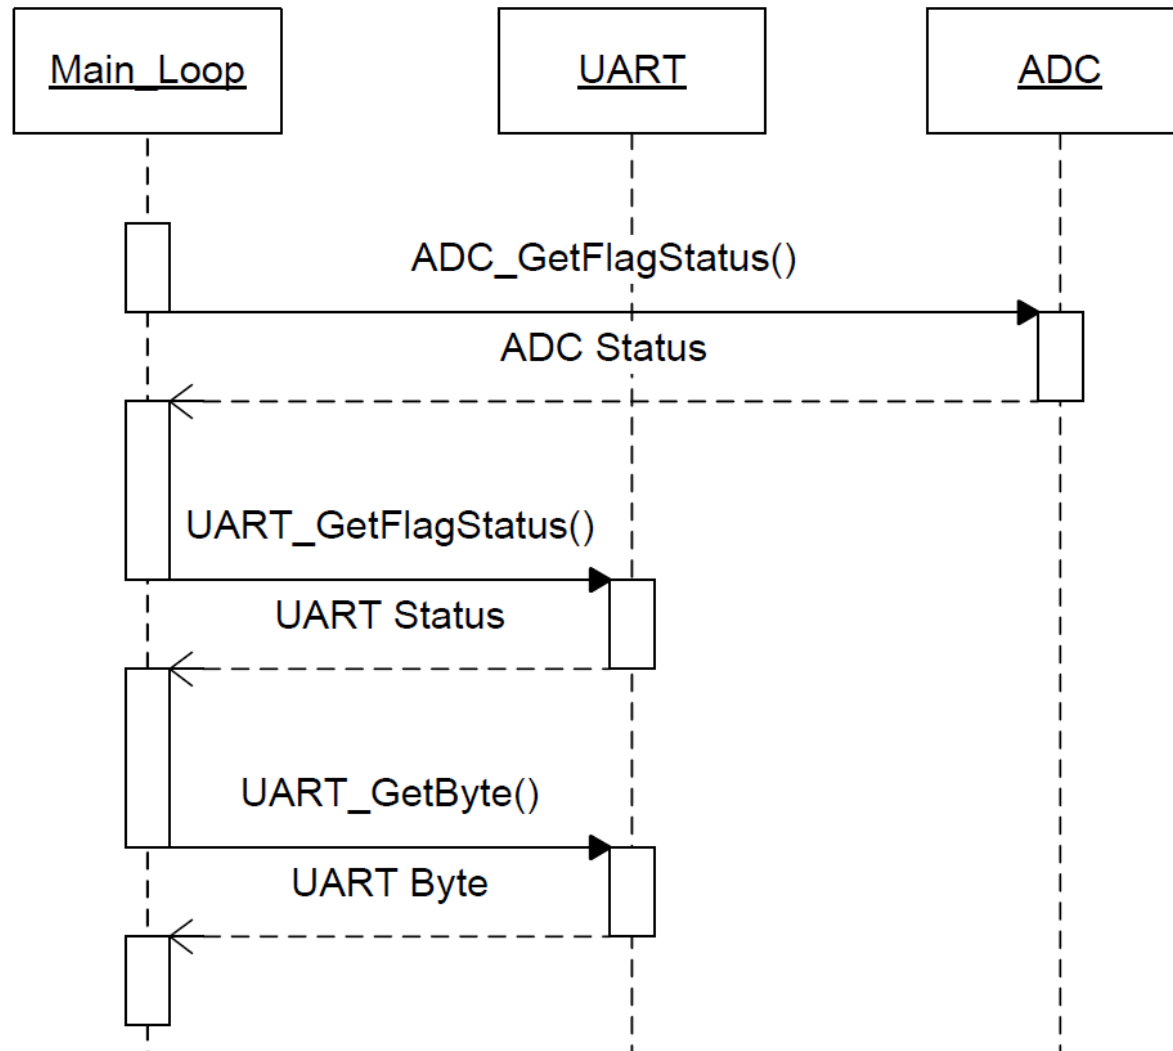 Main_Loop
UART
ADC
ADC_GetFlagStatus()
ADC Status
UART_GetFlagStatus()
UART Status
UART_GetByte()
UART Byte